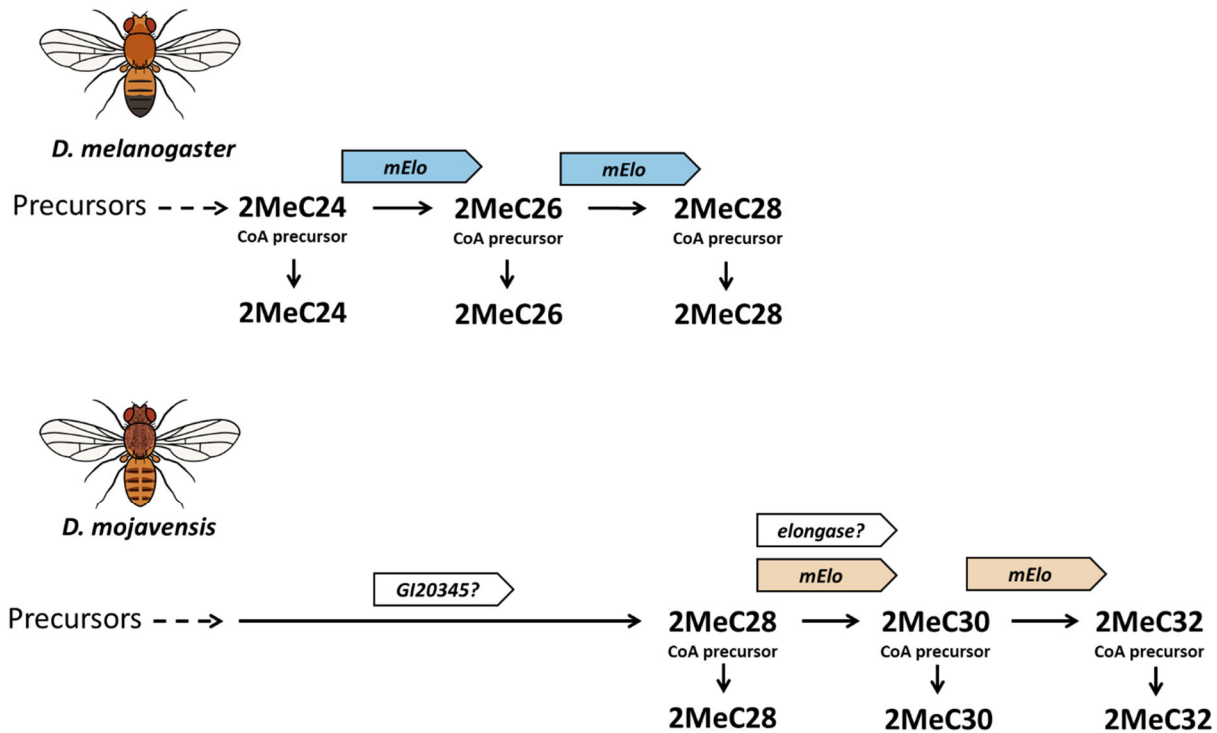 D. melanogaster
mElo mElo
Precursors 2MeC24 2MeC26 2MeC28
CoA precursor CoA precursor CoA precursor
2MeC24 2MeC26 2MeC28
D. mojavensis
elongase?
GI20345? mElo mElo
Precursors 2MeC28 2MeC30 2MeC32
CoA precursor CoA precursor CoA precursor
2MeC28 2MeC30 2MeC32